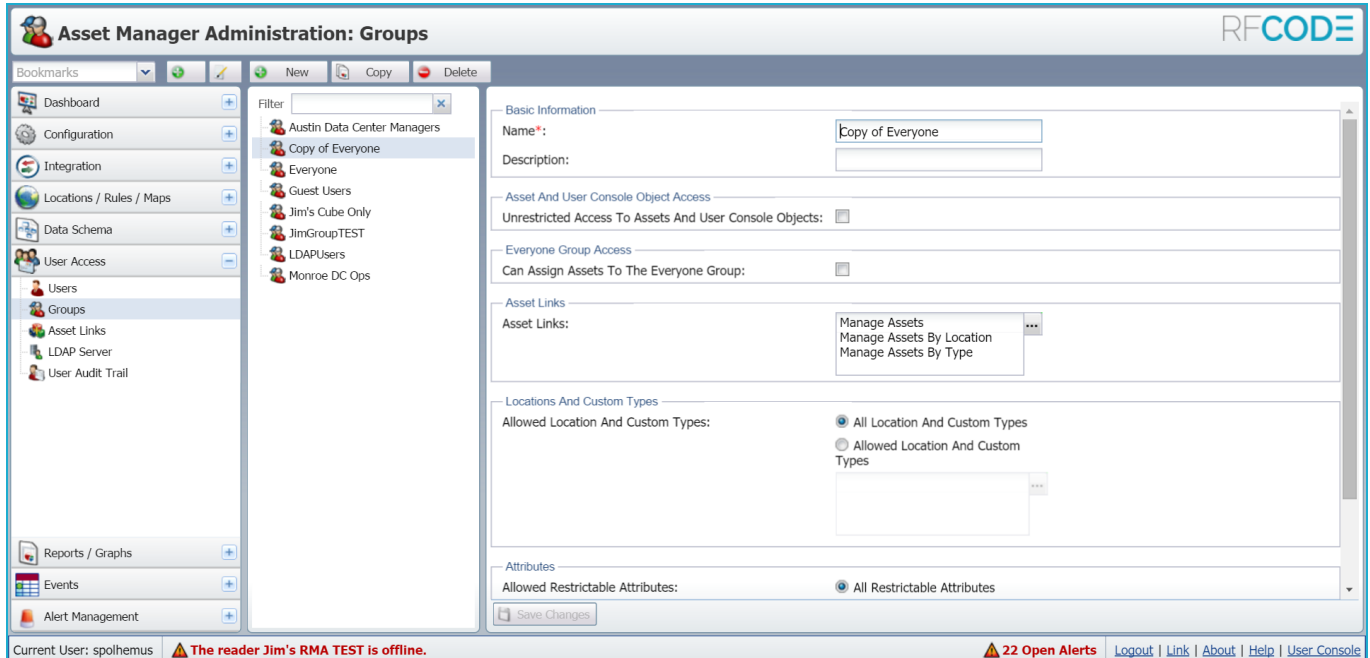 Asset Manager Administration: Groups
RFCODE
Bookmarks
New
Copy
Delete
Dashboard
Configuration
Integration
Locations / Rules / Maps
Data Schema
User Access
Users
Groups
Asset Links
LDAP Server
User Audit Trail
Reports / Graphs
Events
Alert Management
Filter
Austin Data Center Managers
Copy of Everyone
Everyone
Guest Users
Jim's Cube Only
JimGroupTEST
LDAPUsers
Monroe DC Ops
Basic Information
Name*: Copy of Everyone
Description:
Asset And User Console Object Access
Unrestricted Access To Assets And User Console Objects:
Everyone Group Access
Can Assign Assets To The Everyone Group:
Asset Links
Asset Links: Manage Assets ...
Manage Assets By Location
Manage Assets By Type
Locations And Custom Types
Allowed Location And Custom Types: All Location And Custom Types
Allowed Location And Custom
Types
...
Attributes
Allowed Restrictable Attributes: All Restrictable Attributes
Save Changes
Current User: spolhemus The reader Jim's RMA TEST is offline. 22 Open Alerts Logout | Link | About | Help | User Console